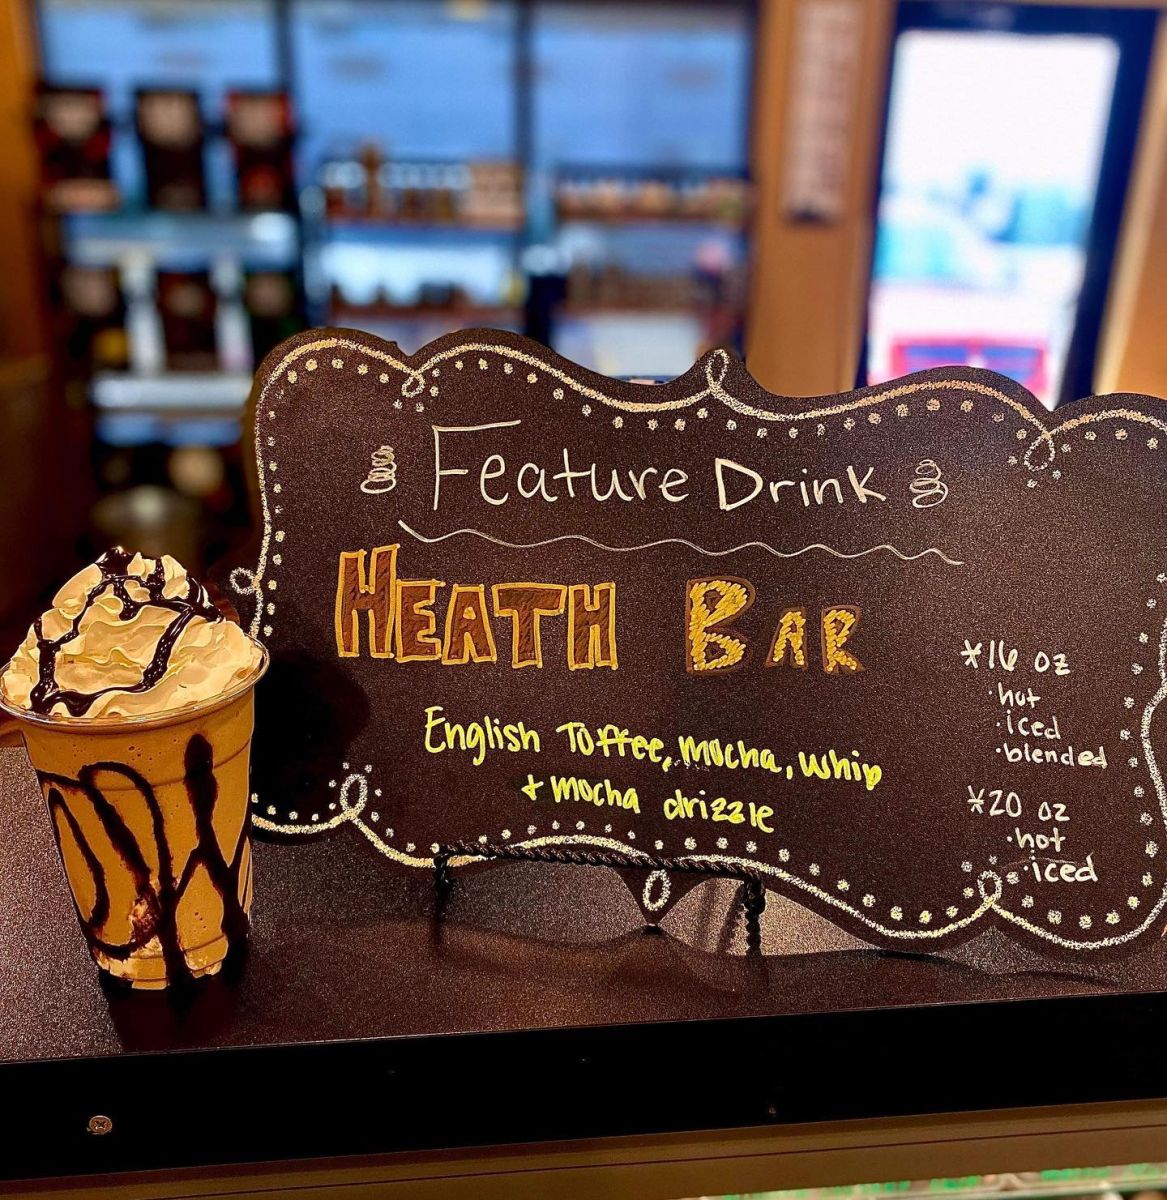 Feature Drink
HEATH BAR
English Toffee, mocha, whip
+ mocha drizzle
*16 oz
·hot
·iced
·blended
*20 oz
·hot
·iced